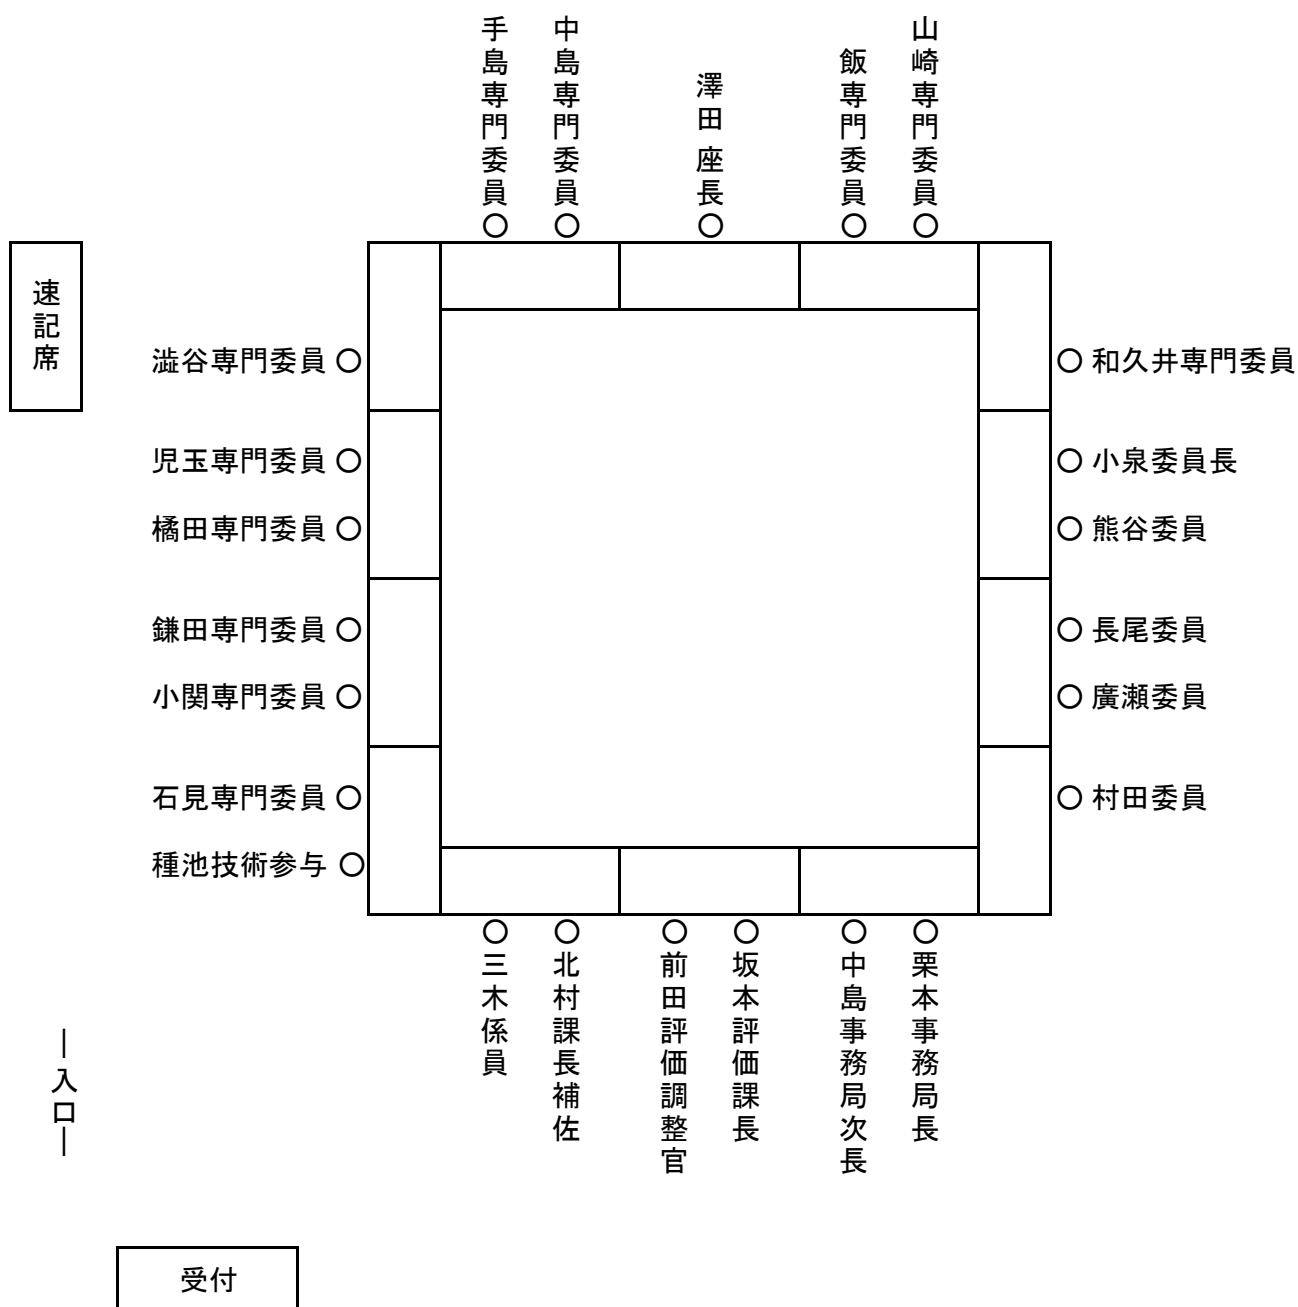 手島専門委員
中島専門委員
澤田 座長
飯専門委員
山崎専門委員
速記席
澁谷専門委員
児玉専門委員
橘田専門委員
鎌田専門委員
小関専門委員
石見専門委員
種池技術参与
和久井専門委員
小泉委員長
熊谷委員
長尾委員
廣瀬委員
村田委員
三木係員
北村課長補佐
前田評価調整官
坂本評価課長
中島事務局次長
栗本事務局長
―入口―
受付